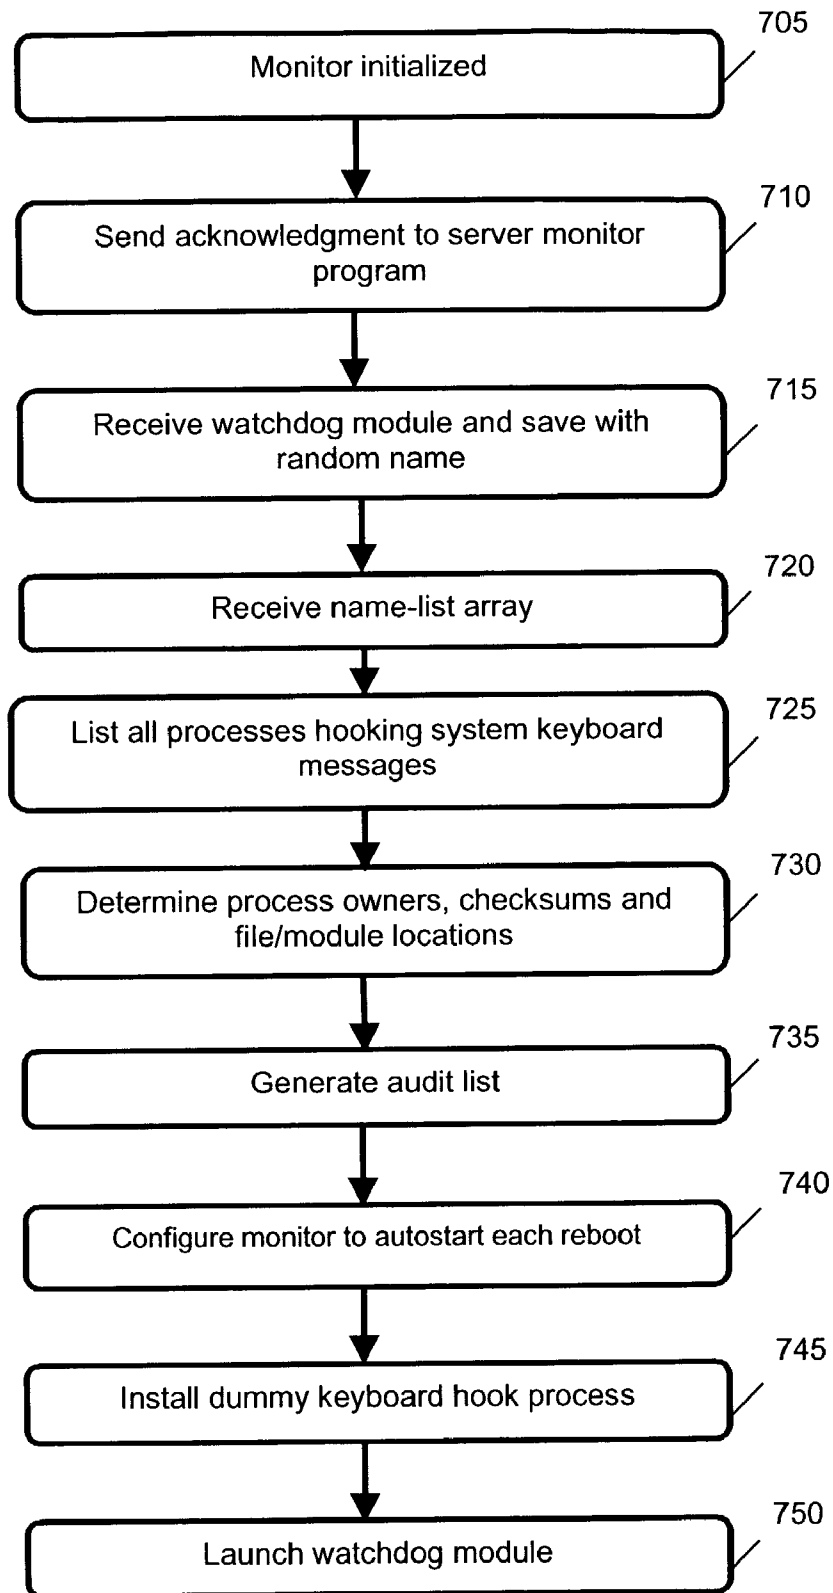 705
Monitor initialized
710
Send acknowledgment to server monitor
program
715
Receive watchdog module and save with
random name
720
Receive name-list array
725
List all processes hooking system keyboard
messages
730
Determine process owners, checksums and
file/module locations
735
Generate audit list
740
Configure monitor to autostart each reboot
745
Install dummy keyboard hook process
750
Launch watchdog module